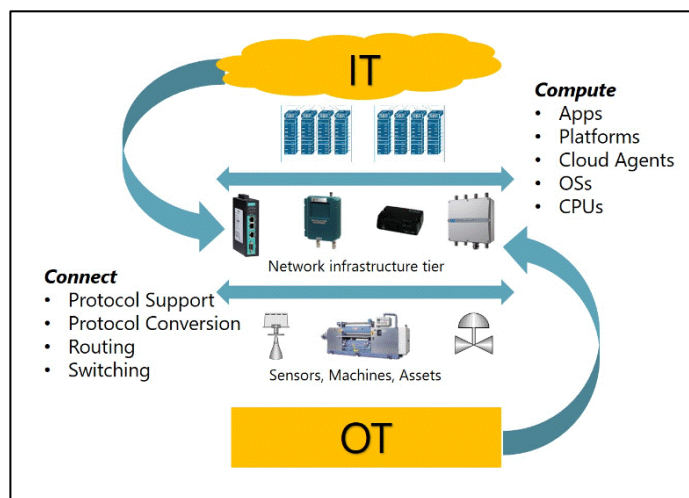 IT
Compute
• Apps
• Platforms
• Cloud Agents
• OSs
• CPUs
Network infrastructure tier
Connect
• Protocol Support
• Protocol Conversion
• Routing
• Switching
Sensors, Machines, Assets
OT